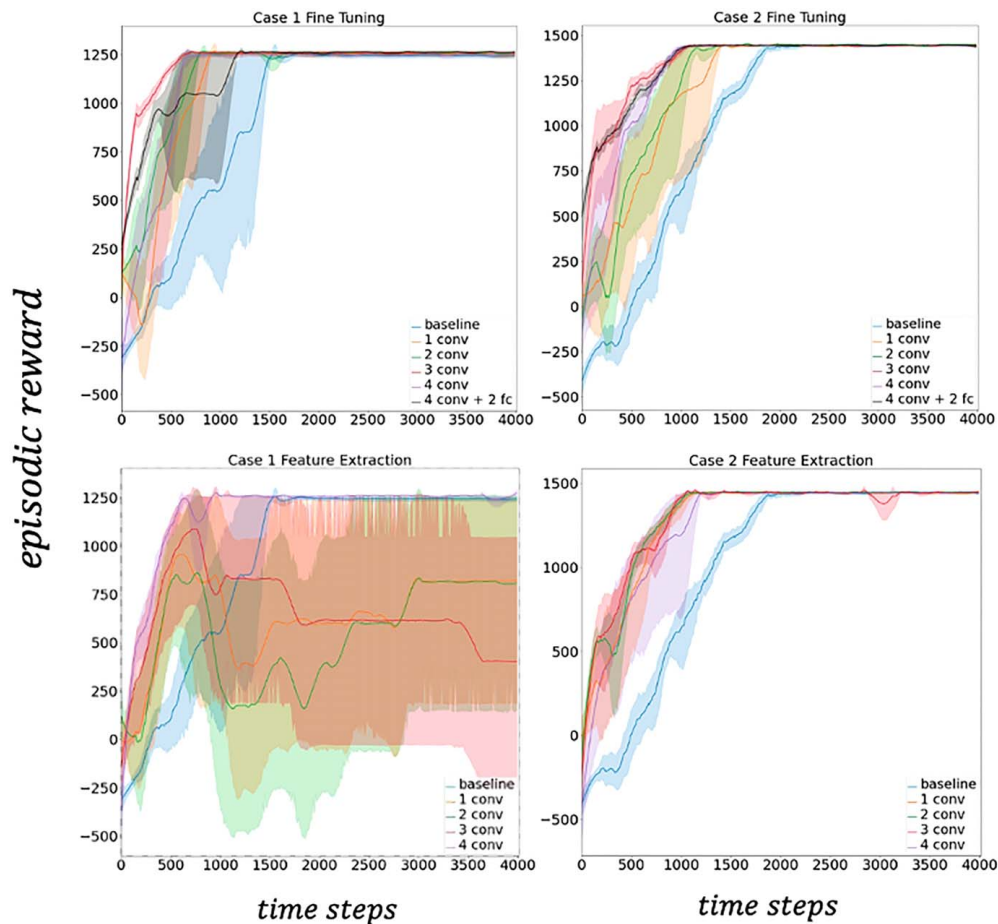 Case 1 Fine Tuning
1250
1000
750
500
250
0
−250
−500
0 500 1000 1500 2000 2500 3000 3500 4000
baseline
1 conv
2 conv
3 conv
4 conv
4 conv + 2 fc
Case 2 Fine Tuning
1500
1250
1000
750
500
250
0
−250
−500
0 500 1000 1500 2000 2500 3000 3500 4000
baseline
1 conv
2 conv
3 conv
4 conv
4 conv + 2 fc
episodic reward
Case 1 Feature Extraction
1250
1000
750
500
250
0
−250
−500
0 500 1000 1500 2000 2500 3000 3500 4000
baseline
1 conv
2 conv
3 conv
4 conv
time steps
Case 2 Feature Extraction
1500
1000
500
0
−500
0 500 1000 1500 2000 2500 3000 3500 4000
baseline
1 conv
2 conv
3 conv
4 conv
time steps